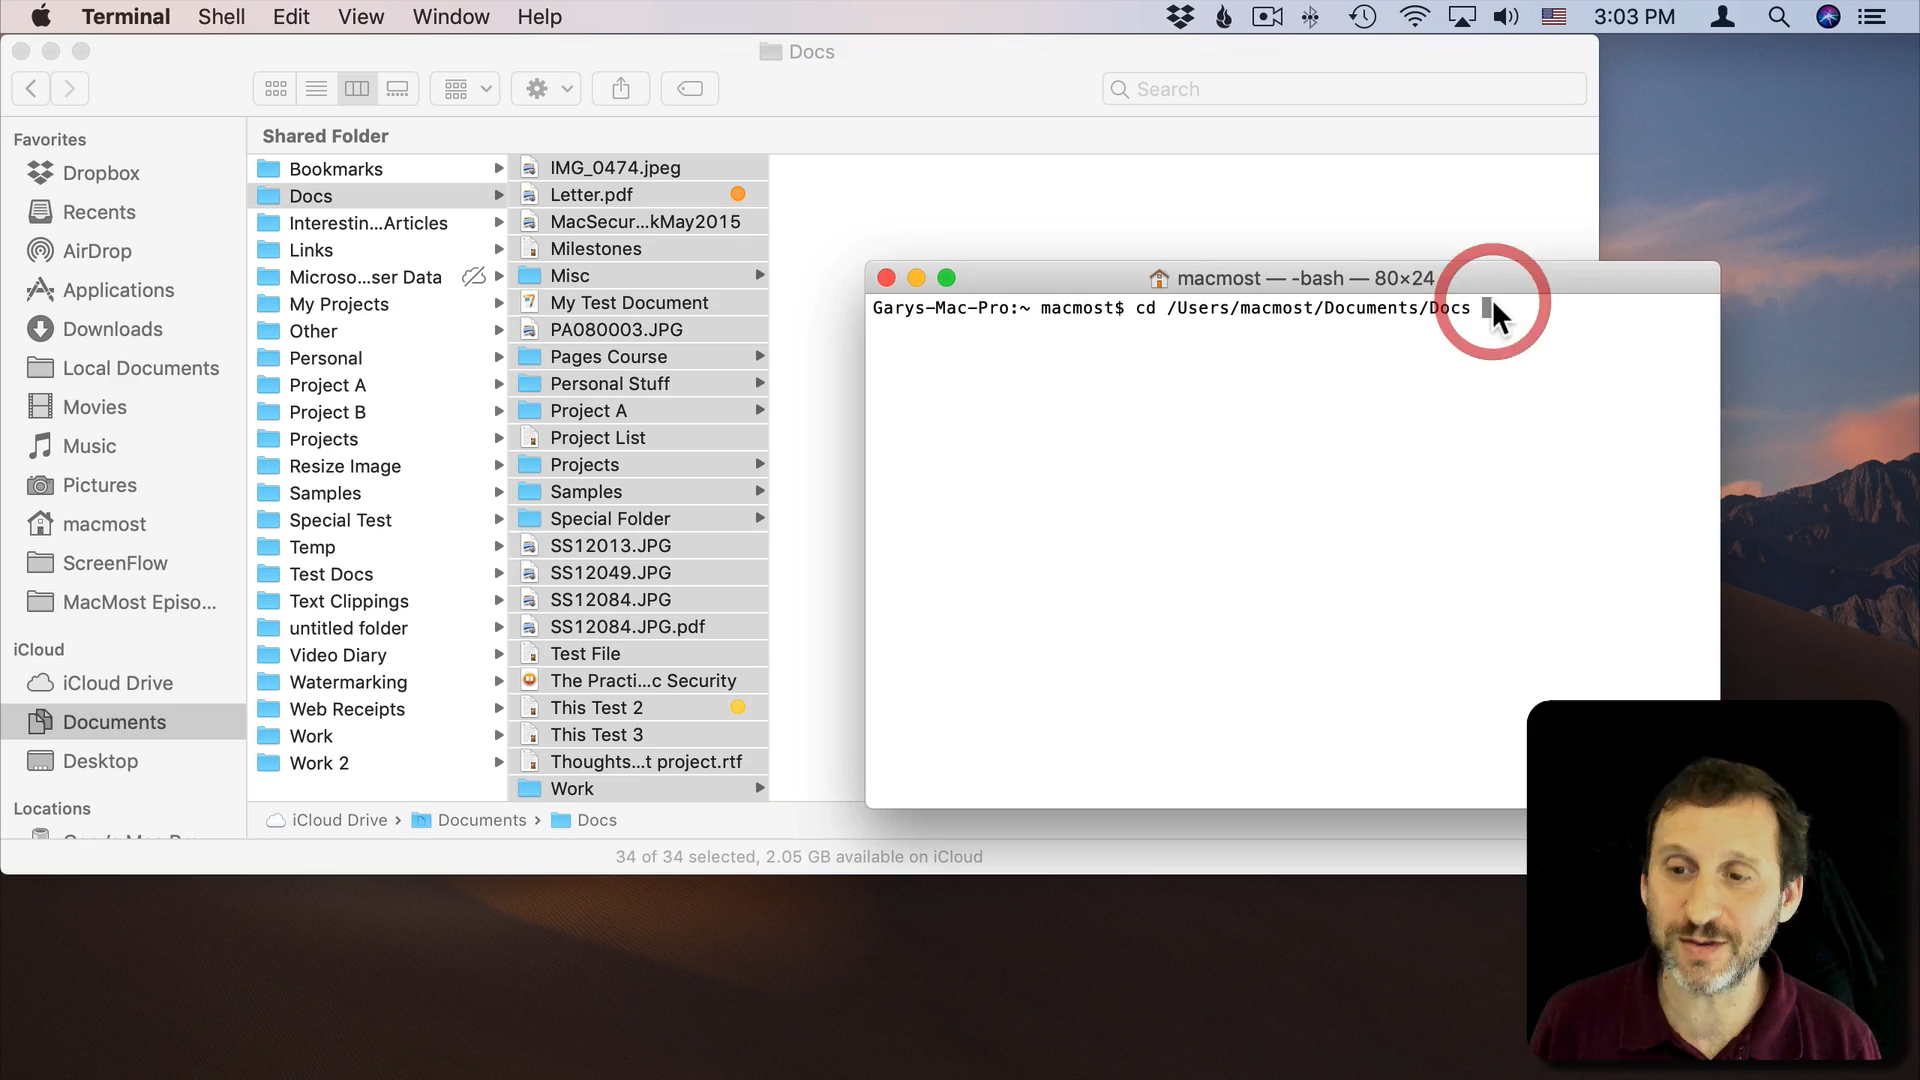 Terminal Shell Edit View Window Help 3:03 PM
Docs
Search
Favorites
Dropbox
Recents
AirDrop
Applications
Downloads
Local Documents
Movies
Music
Pictures
macmost
ScreenFlow
MacMost Episo...
iCloud
iCloud Drive
Documents
Desktop
Locations
Shared Folder
Bookmarks
Docs
Interestin...Articles
Links
Microso...ser Data
My Projects
Other
Personal
Project A
Project B
Projects
Resize Image
Samples
Special Test
Temp
Test Docs
Text Clippings
untitled folder
Video Diary
Watermarking
Web Receipts
Work
Work 2
IMG_0474.jpeg
Letter.pdf
MacSecur...kMay2015
Milestones
Misc
My Test Document
PA080003.JPG
Pages Course
Personal Stuff
Project A
Project List
Projects
Samples
Special Folder
SS12013.JPG
SS12049.JPG
SS12084.JPG
SS12084.JPG.pdf
Test File
The Practi...c Security
This Test 2
This Test 3
Thoughts...t project.rtf
Work
iCloud Drive › Documents › Docs
34 of 34 selected, 2.05 GB available on iCloud
macmost — -bash — 80×24
Garys-Mac-Pro:~ macmost$ cd /Users/macmost/Documents/Docs